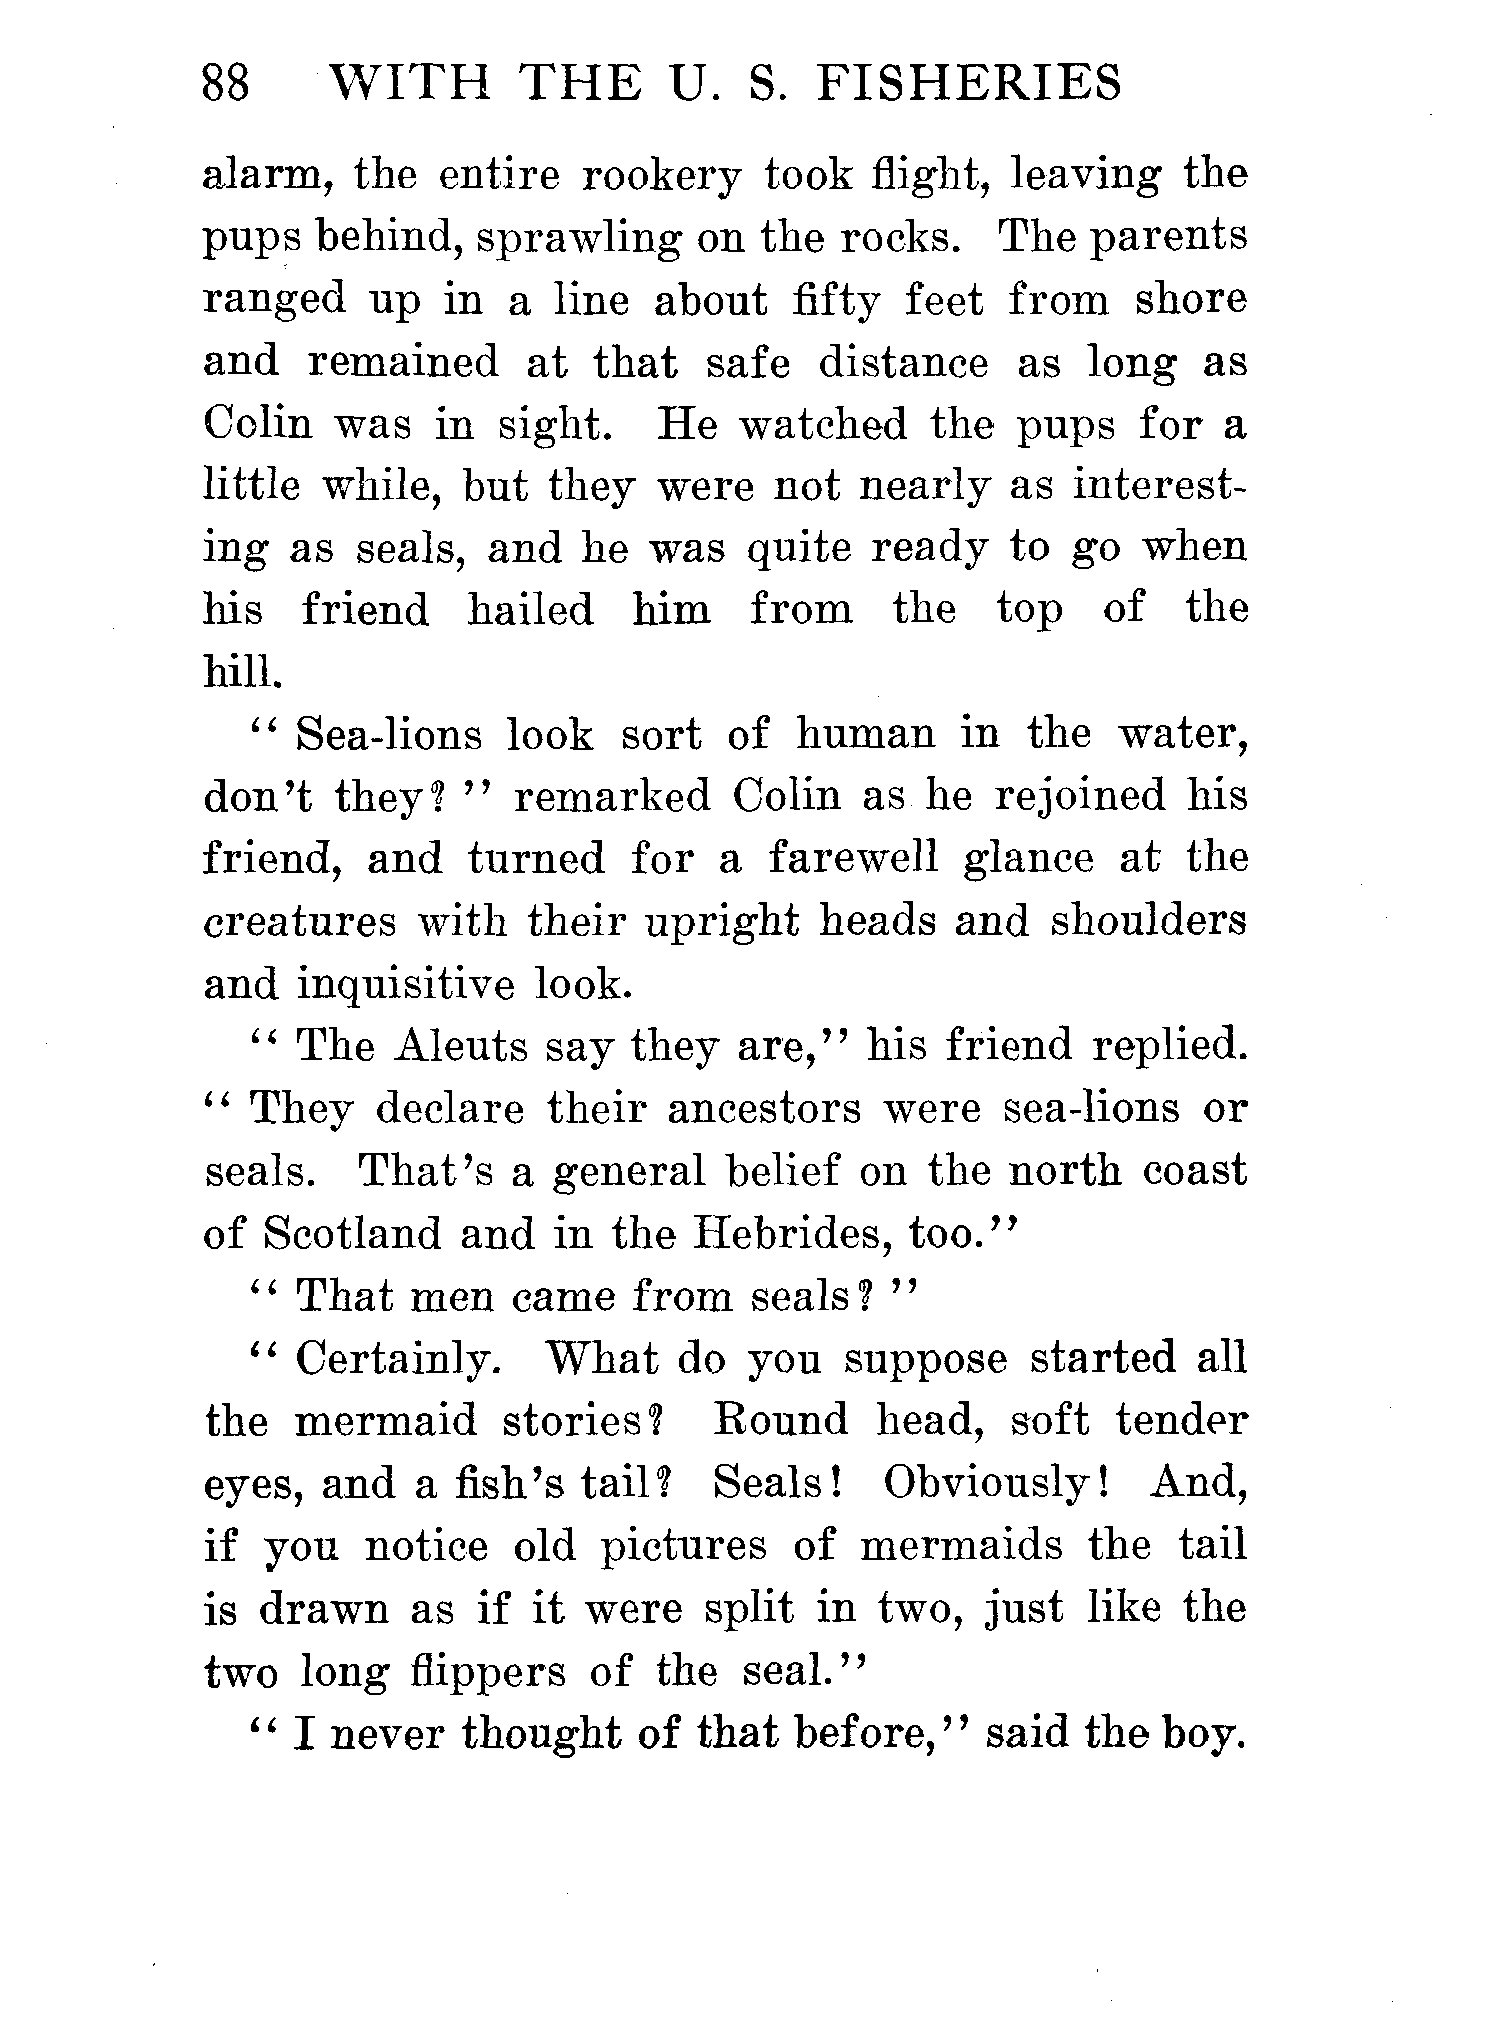 88 WITH THE U. S. FISHERIES
alarm, the entire rookery took flight, leaving the
pups behind, sprawling on the rocks. The parents
ranged up in a line about fifty feet from shore
and remained at that safe distance as long as
Colin was in sight. He watched the pups for a
little while, but they were not nearly as interest-
ing as seals, and he was quite ready to go when
his friend hailed him from the top of the
hill.
“ Sea-lions look sort of human in the water,
don’t they? ” remarked Colin as he rejoined his
friend, and turned for a farewell glance at the
creatures with their upright heads and shoulders
and inquisitive look.
“ The Aleuts say they are,” his friend replied.
“ They declare their ancestors were sea-lions or
seals. That’s a general belief on the north coast
of Scotland and in the Hebrides, too.”
“ That men came from seals? ”
“ Certainly. What do you suppose started all
the mermaid stories? Round head, soft tender
eyes, and a fish’s tail? Seals! Obviously! And,
if you notice old pictures of mermaids the tail
is drawn as if it were split in two, just like the
two long flippers of the seal.”
“ I never thought of that before,” said the boy.